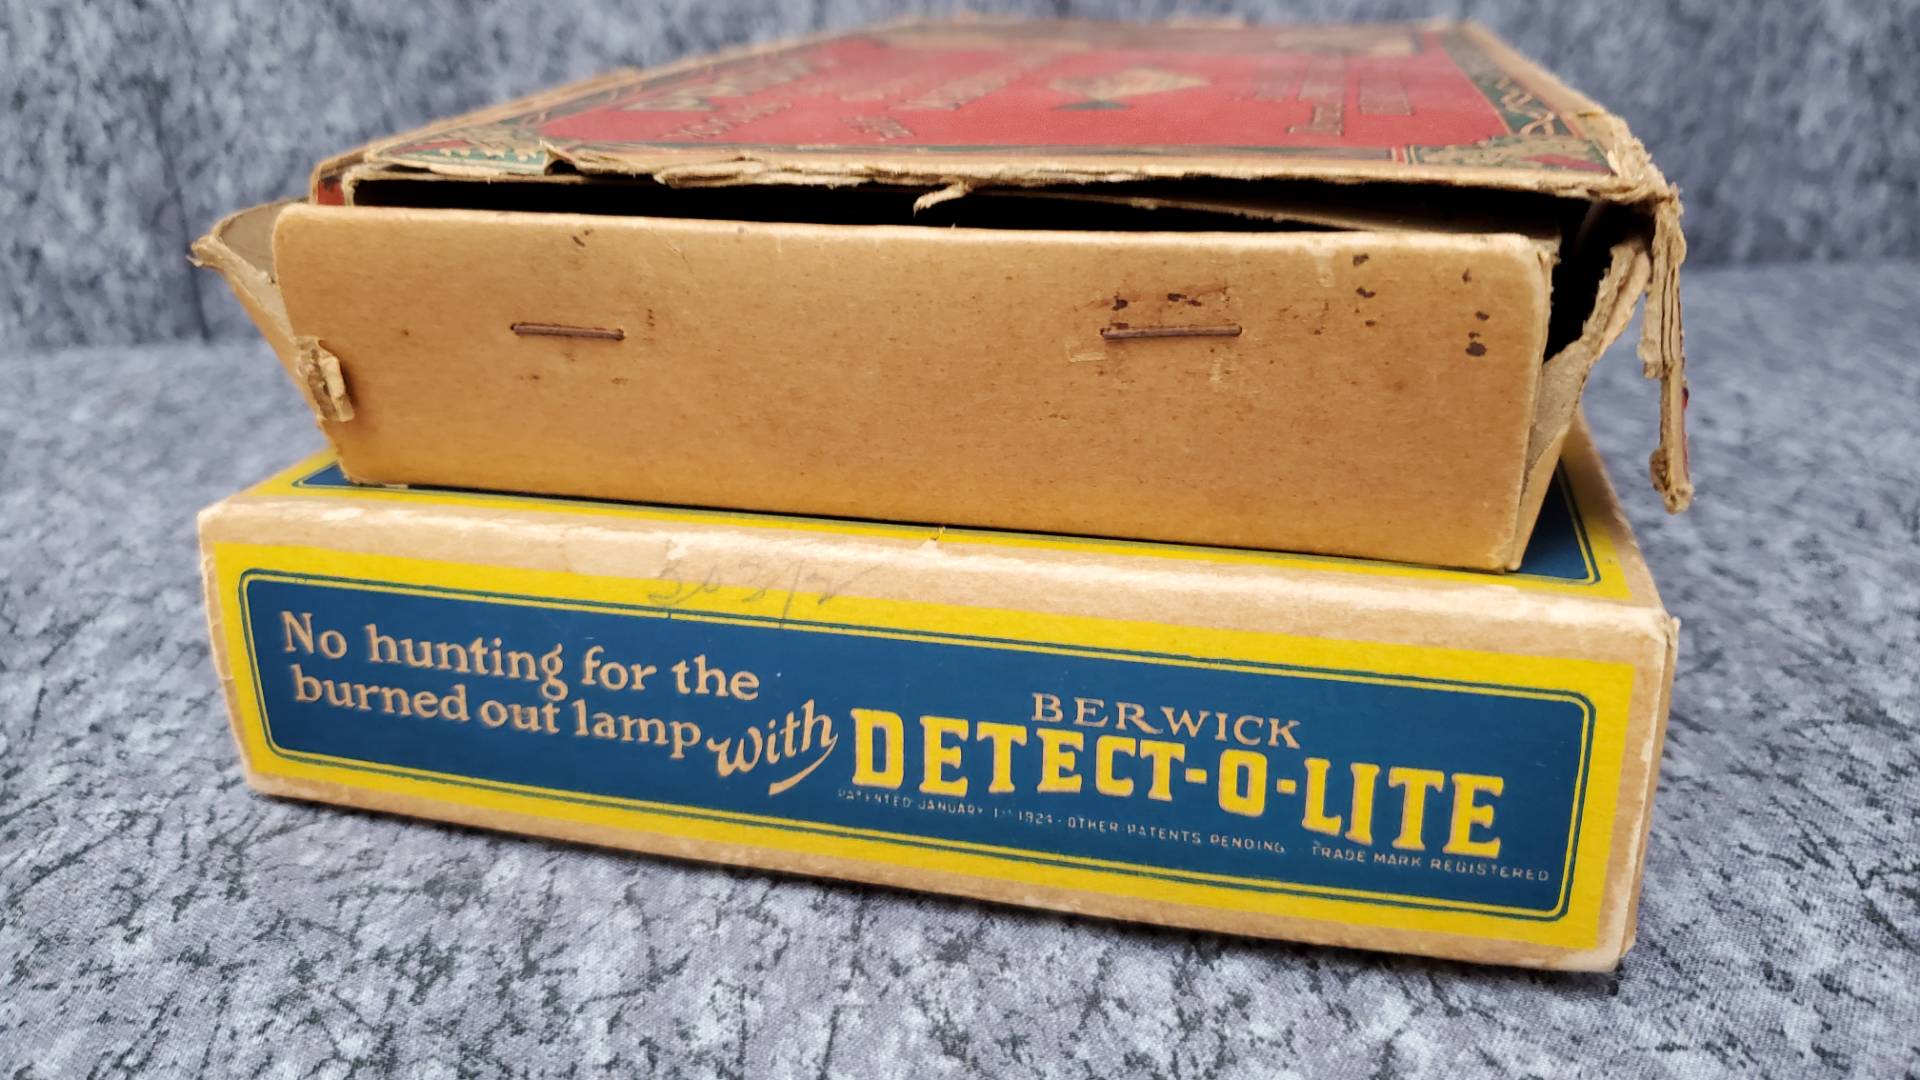 No hunting for the
burned out lamp with
BERWICK
DETECT-O-LITE
PATENTED JANUARY 1ST 1924 · OTHER PATENTS PENDING TRADE MARK REGISTERED